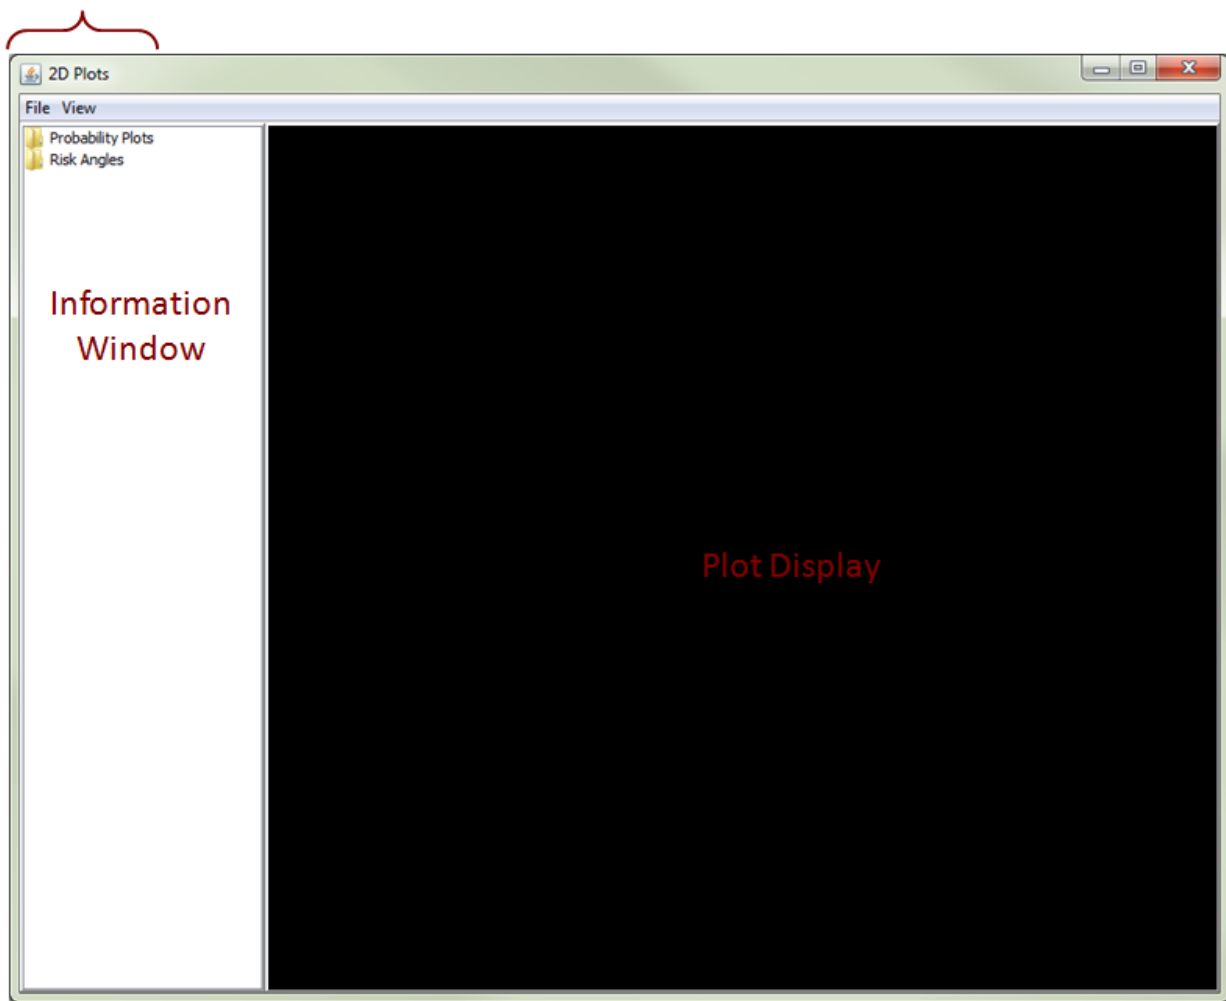 2D Plots
File View
Probability Plots
Risk Angles
Information
Window
Plot Display